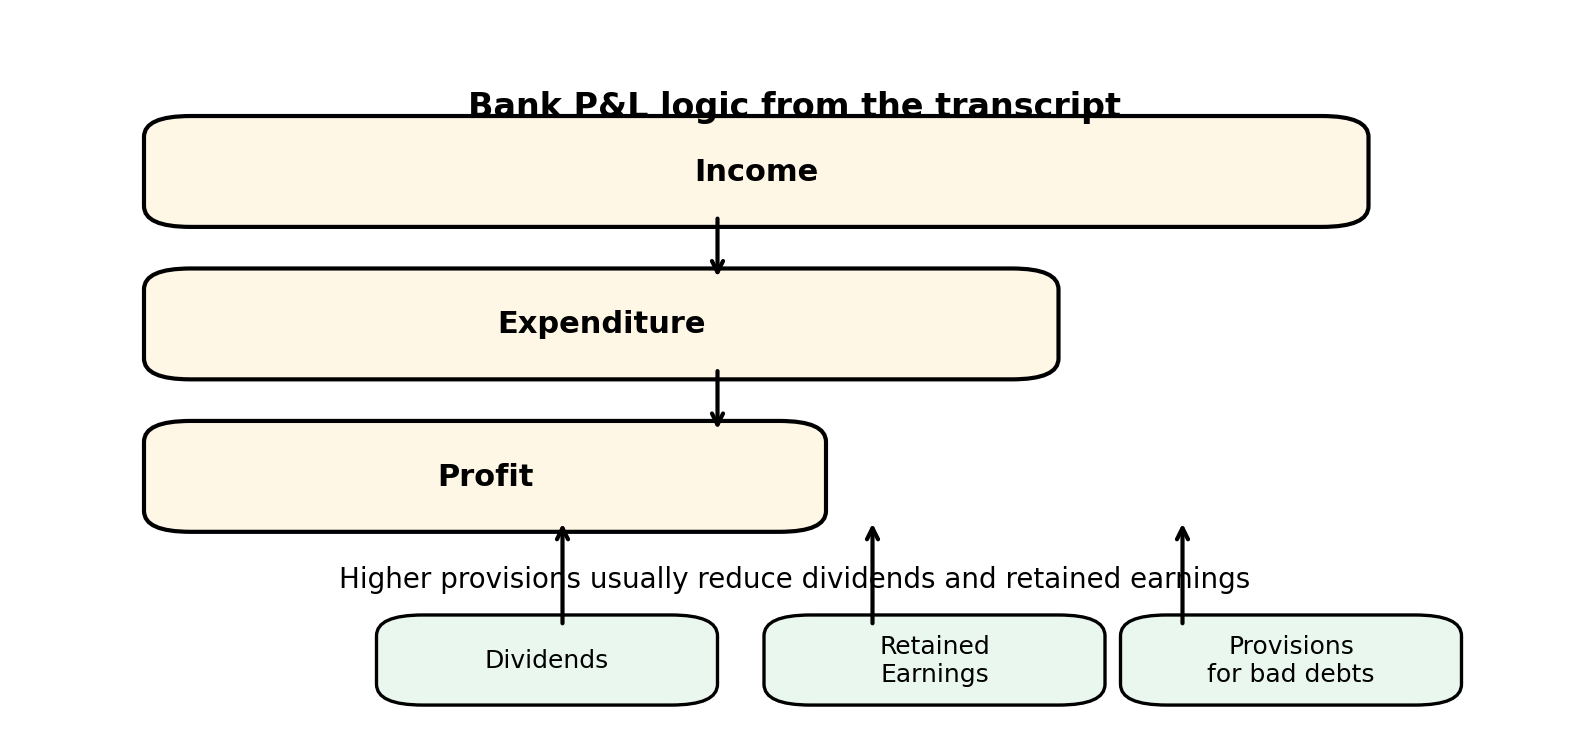 Bank P&L logic from the transcript
Income
Expenditure
Profit
Higher provisions usually reduce dividends and retained earnings
Dividends
Retained
Earnings
Provisions
for bad debts